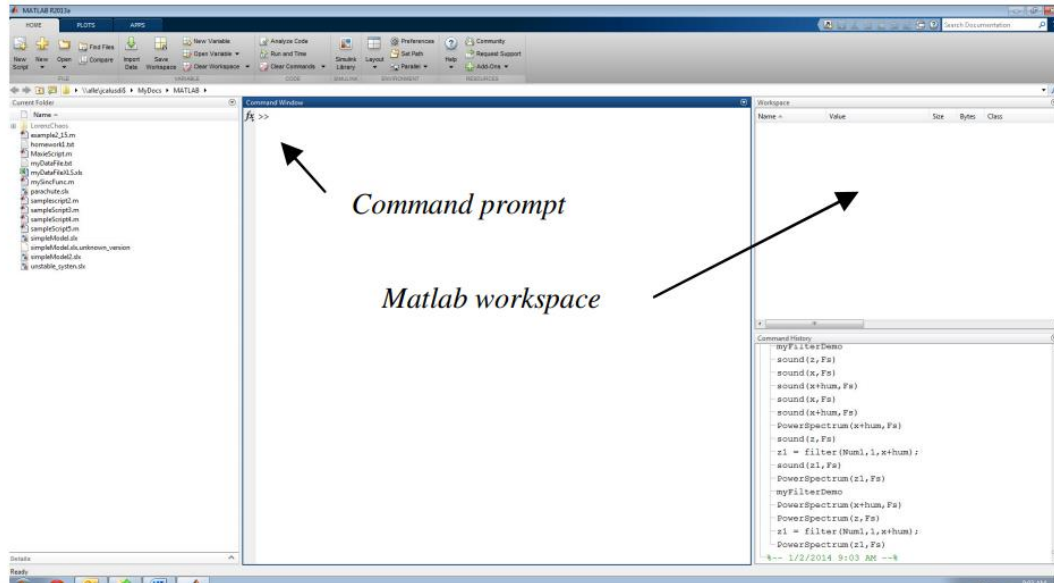 MATLAB R2013a
HOME PLOTS APPS
Search Documentation
New Script
New
Open
Find Files
Compare
Import Data
Save Workspace
New Variable
Open Variable
Clear Workspace
Analyze Code
Run and Time
Clear Commands
Simulink Library
Layout
Preferences
Set Path
Parallel
Help
Community
Request Support
Add-Ons
FILE VARIABLE CODE SIMULINK ENVIRONMENT RESOURCES
MyDocs MATLAB
Current Folder
Name
LorenzChaos
example2_15.m
homework1.txt
MoxieScript.m
myDataFile.txt
myDataFileXLS.xls
mySincFunc.m
parachute.slx
samplescript2.m
sampleScript3.m
sampleScript4.m
sampleScript5.m
simpleModel.slx
simpleModel.slx.unknown_version
simpleModel2.slx
unstable_system.slx
Details
Ready
Command Window
fx >>
Command prompt
Matlab workspace
Workspace
Name Value Size Bytes Class
Command History
myFilterDemo
sound(z,Fs)
sound(x,Fs)
sound(x+hum,Fs)
sound(x,Fs)
sound(x+hum,Fs)
PowerSpectrum(x+hum,Fs)
sound(z,Fs)
z1 = filter(Num1,1,x+hum);
sound(z1,Fs)
PowerSpectrum(z1,Fs)
myFilterDemo
PowerSpectrum(x+hum,Fs)
PowerSpectrum(z,Fs)
z1 = filter(Num1,1,x+hum);
PowerSpectrum(z1,Fs)
%-- 1/2/2014 9:03 AM --%